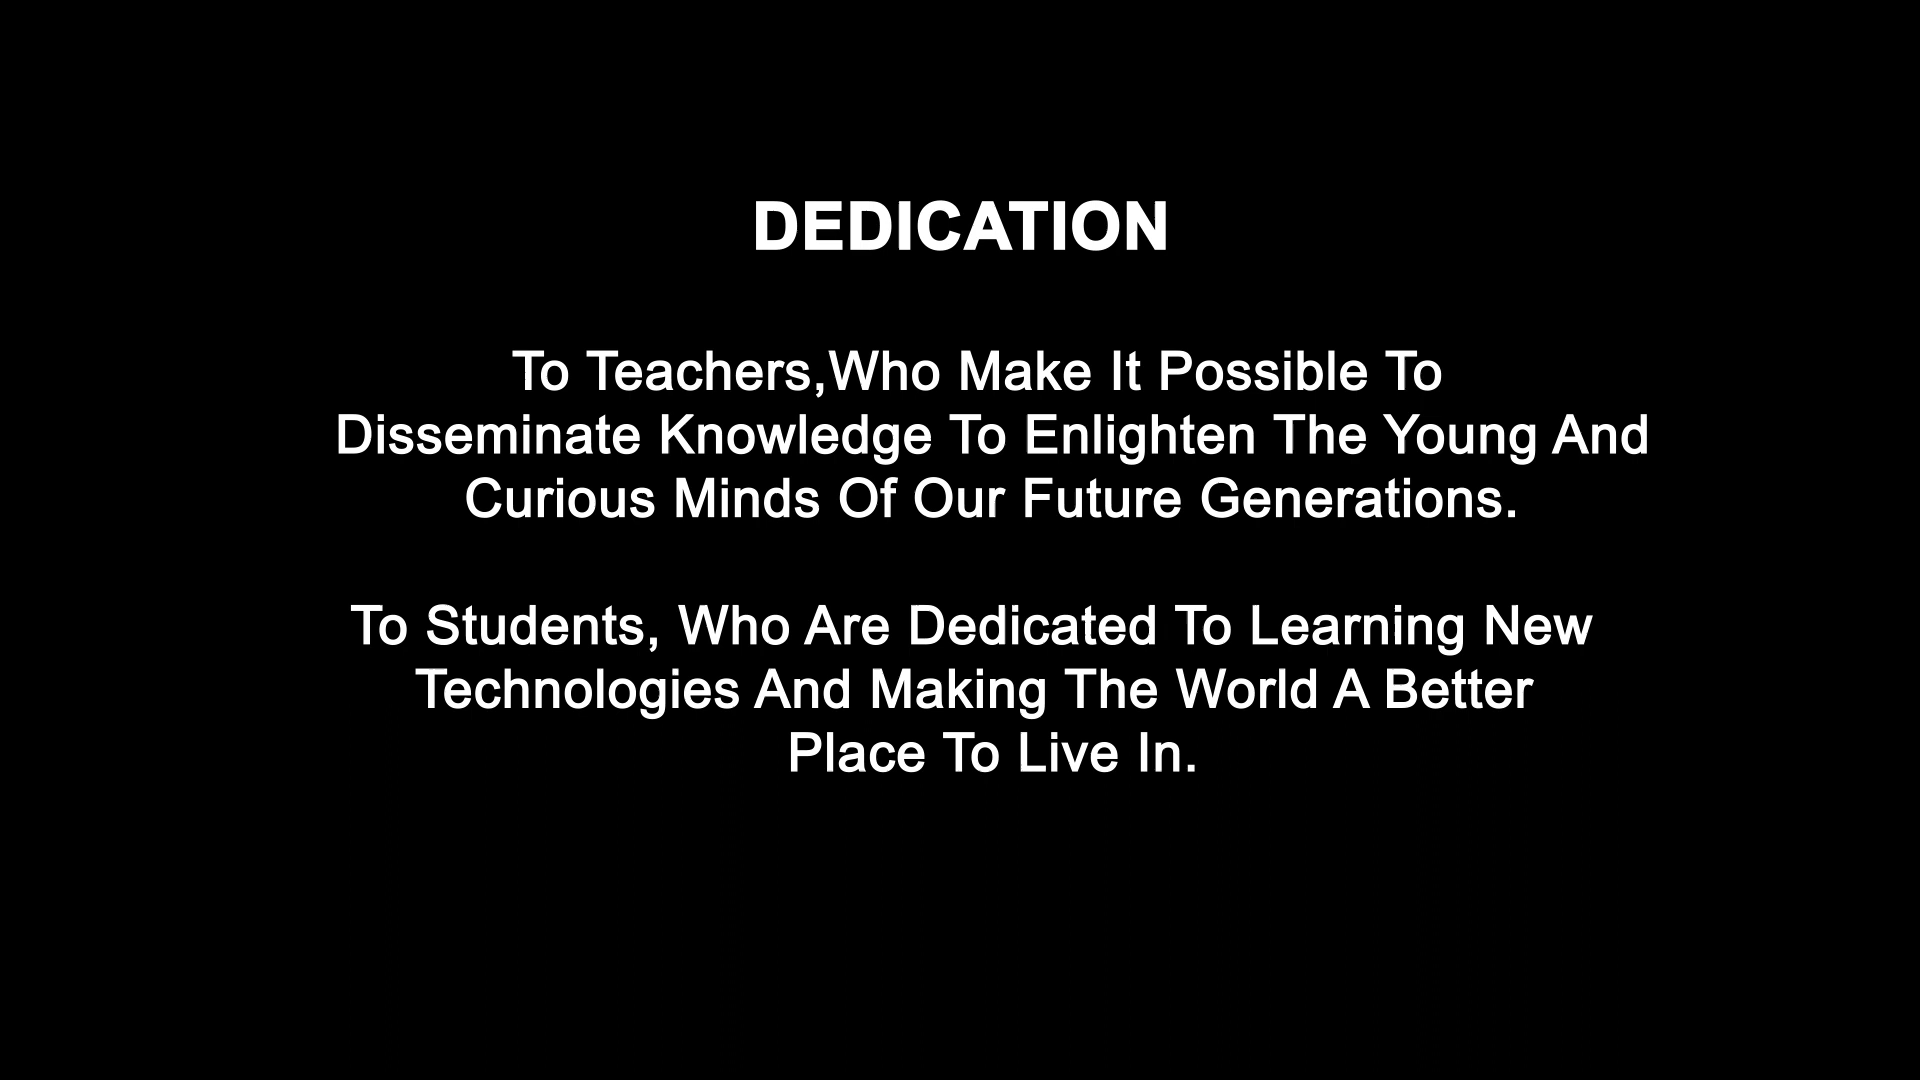 DEDICATION
To Teachers,Who Make It Possible To
Disseminate Knowledge To Enlighten The Young And
Curious Minds Of Our Future Generations.
To Students, Who Are Dedicated To Learning New
Technologies And Making The World A Better
Place To Live In.